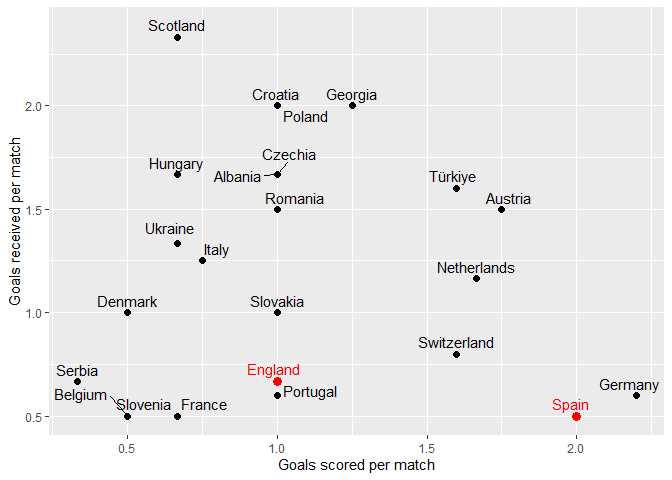 Scotland
2.0
Croatia
Georgia
Poland
Czechia
Hungary
Albania
Türkiye
Romania
Austria
1.5
Ukraine
Italy
Netherlands
Denmark
Slovakia
1.0
Switzerland
England
Serbia
Germany
Belgium
Portugal
Slovenia
France
Spain
0.5
0.5
1.0
1.5
2.0
Goals scored per match
Goals received per match